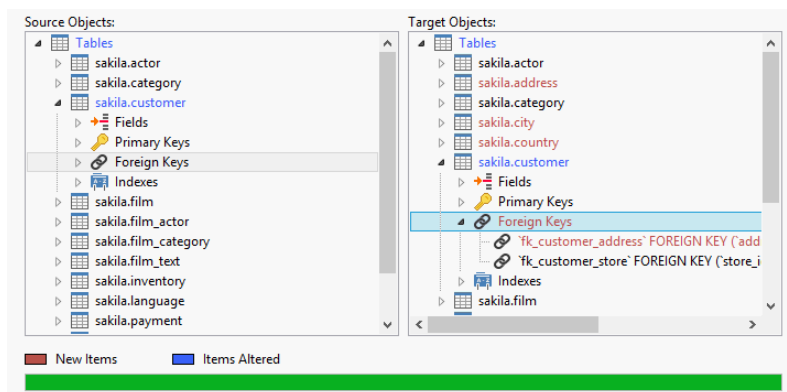 Source Objects:
Tables
sakila.actor
sakila.category
sakila.customer
Fields
Primary Keys
Foreign Keys
Indexes
sakila.film
sakila.film_actor
sakila.film_category
sakila.film_text
sakila.inventory
sakila.language
sakila.payment
Target Objects:
Tables
sakila.actor
sakila.address
sakila.category
sakila.city
sakila.country
sakila.customer
Fields
Primary Keys
Foreign Keys
`fk_customer_address` FOREIGN KEY (`add
`fk_customer_store` FOREIGN KEY (`store_i
Indexes
sakila.film
New Items
Items Altered